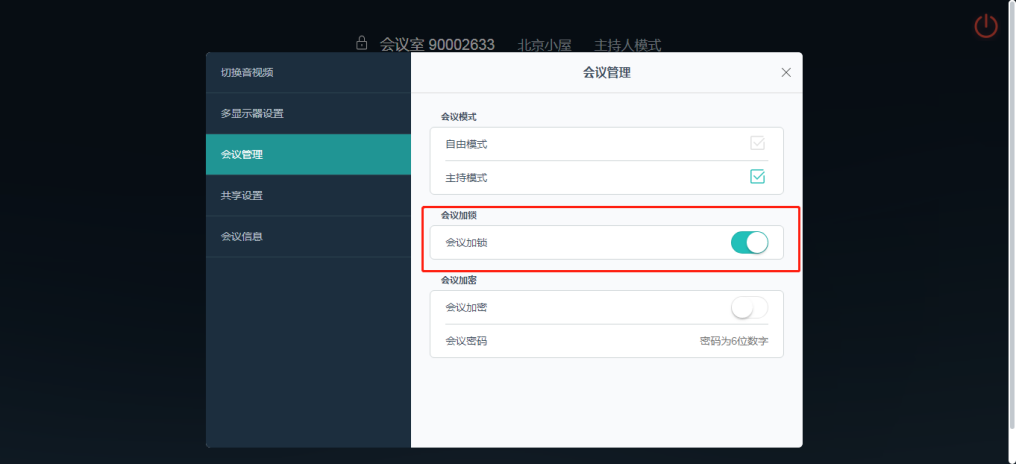 会议室 90002633 北京小屋 主持人模式
切换音视频
多显示器设置
会议管理
共享设置
会议信息
会议管理
会议模式
自由模式
主持模式
会议加锁
会议加锁
会议加密
会议加密
会议密码 密码为6位数字